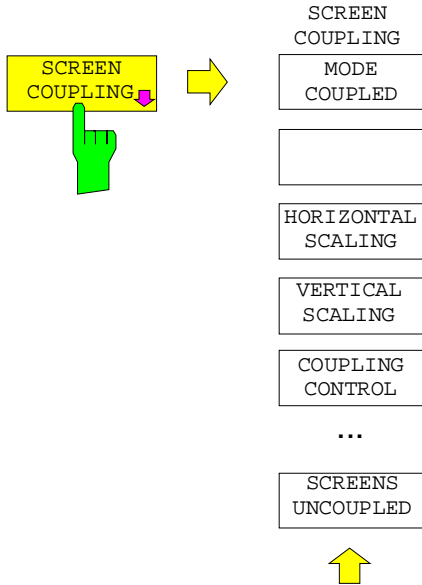 SCREEN
COUPLING
SCREEN
COUPLING
MODE
COUPLED
HORIZONTAL
SCALING
VERTICAL
SCALING
COUPLING
CONTROL
...
SCREENS
UNCOUPLED